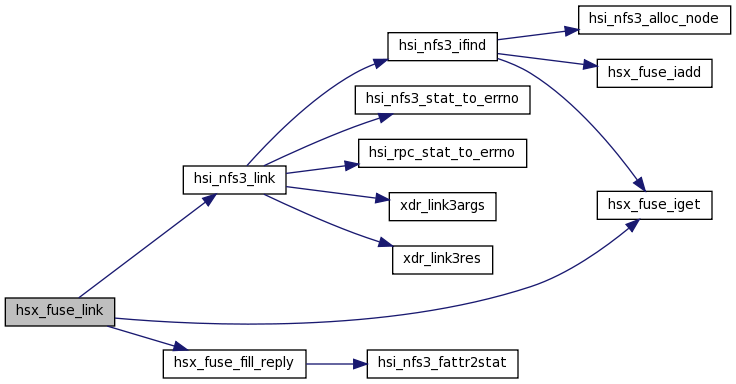 hsi_nfs3_alloc_node
hsi_nfs3_ifind
hsx_fuse_iadd
hsi_nfs3_stat_to_errno
hsi_rpc_stat_to_errno
hsi_nfs3_link
xdr_link3args
hsx_fuse_iget
xdr_link3res
hsx_fuse_link
hsx_fuse_fill_reply
hsi_nfs3_fattr2stat